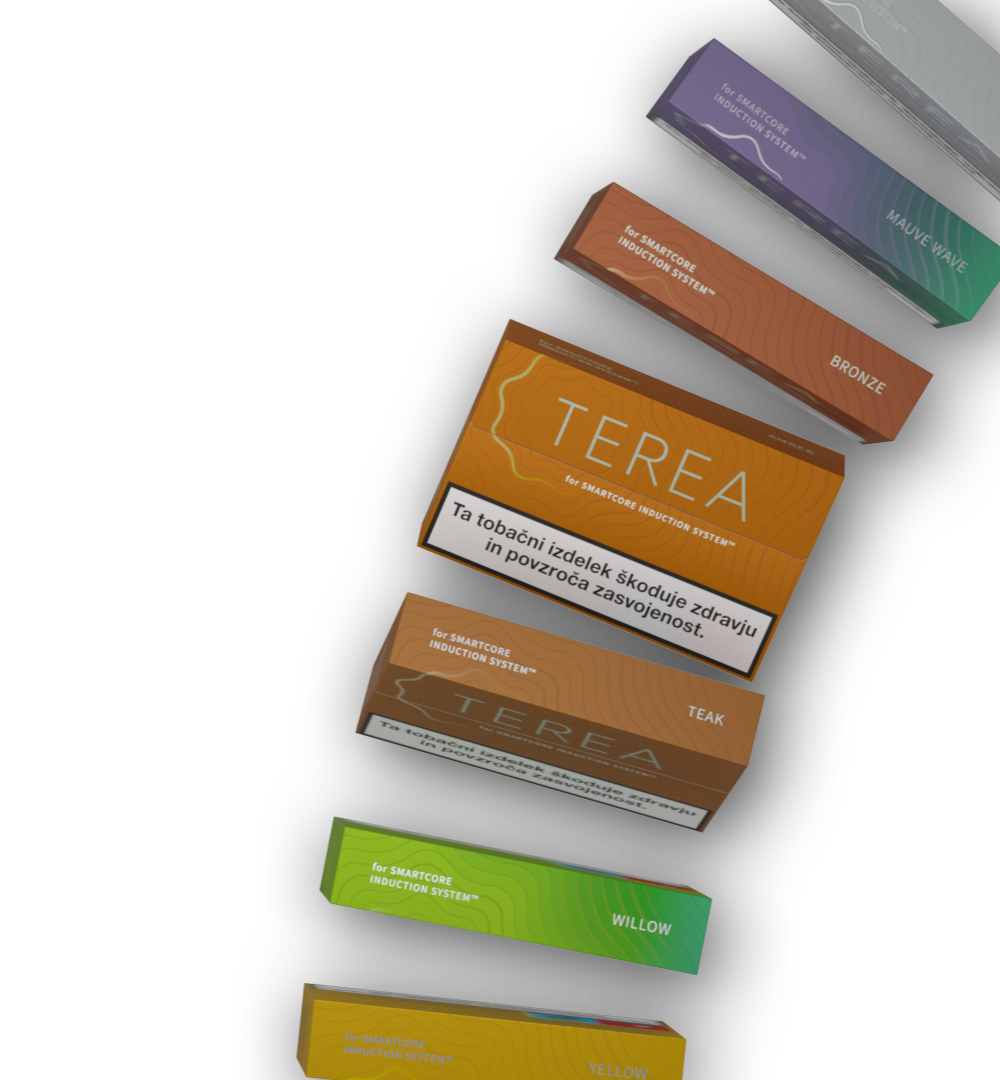 TEREA
for SMARTCORE
INDUCTION SYSTEM™
MAUVE WAVE
TEREA
for SMARTCORE
INDUCTION SYSTEM™
BRONZE
TEREA
for SMARTCORE INDUCTION SYSTEM™
Ta tobačni izdelek škoduje zdravju
in povzroča zasvojenost.
for SMARTCORE
INDUCTION SYSTEM™
TEAK
TEREA
for SMARTCORE INDUCTION SYSTEM™
Ta tobačni izdelek škoduje zdravju
in povzroča zasvojenost.
for SMARTCORE
INDUCTION SYSTEM™
WILLOW
for SMARTCORE
INDUCTION SYSTEM™
YELLOW